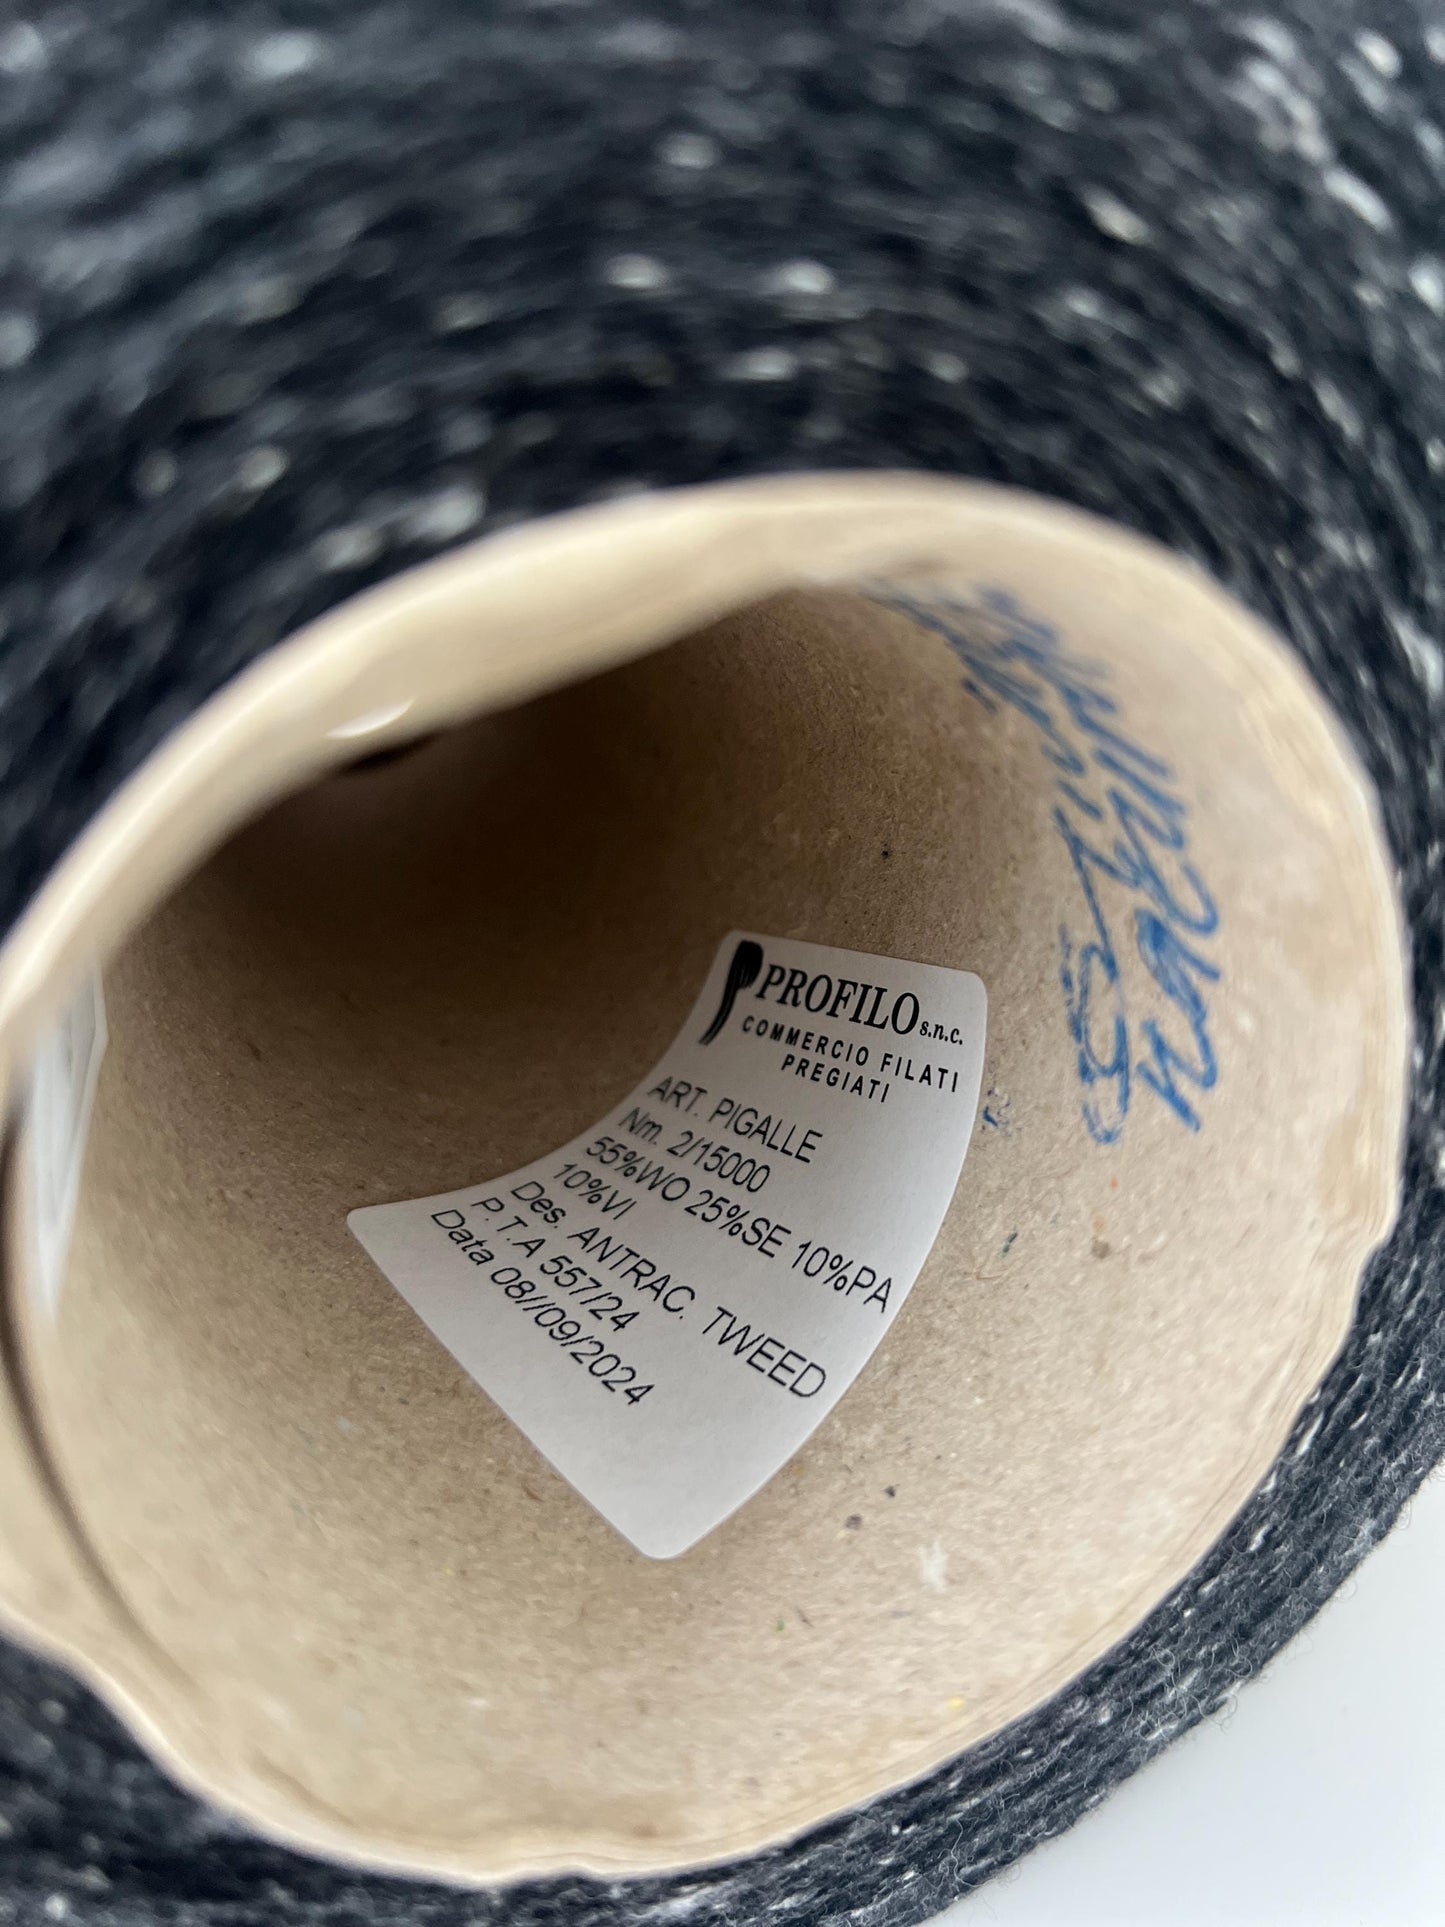 PROFILO s.n.c.
COMMERCIO FILATI
PREGIATI
ART. PIGALLE
Nm. 2/15000
55%WO 25%SE 10%PA
10%VI
Des. ANTRAC. TWEED
P.T.A 557/24
Data 08//09/2024